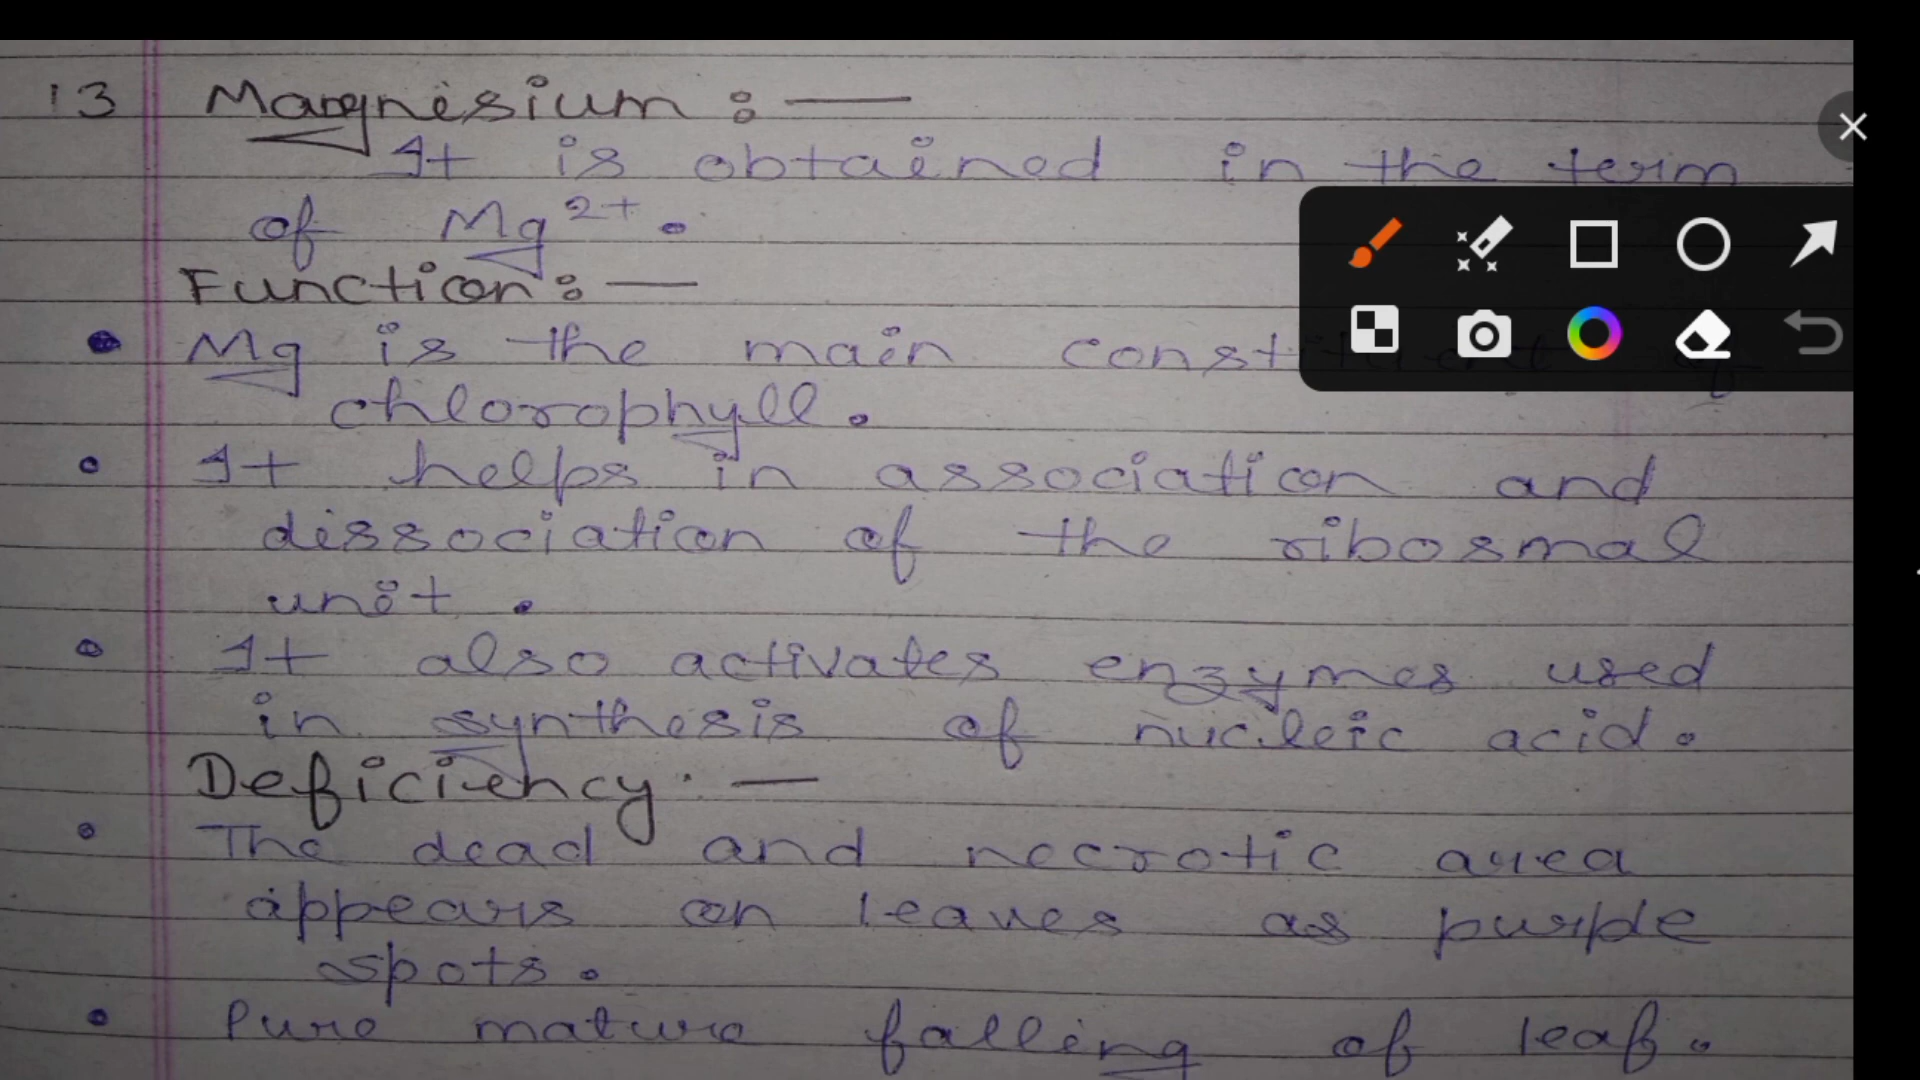 13 Magnesium : —
It is obtained in the term
of Mg2+.
Function : —
Mg is the main constituent of
chlorophyll.
It helps in association and
dissociation of the ribosmal
unit .
It also activates enzymes used
in synthesis of nucleic acid.
Deficiency . —
The dead and necrotic area
appears on leaves as purple
spots.
Pure mature falling of leaf.